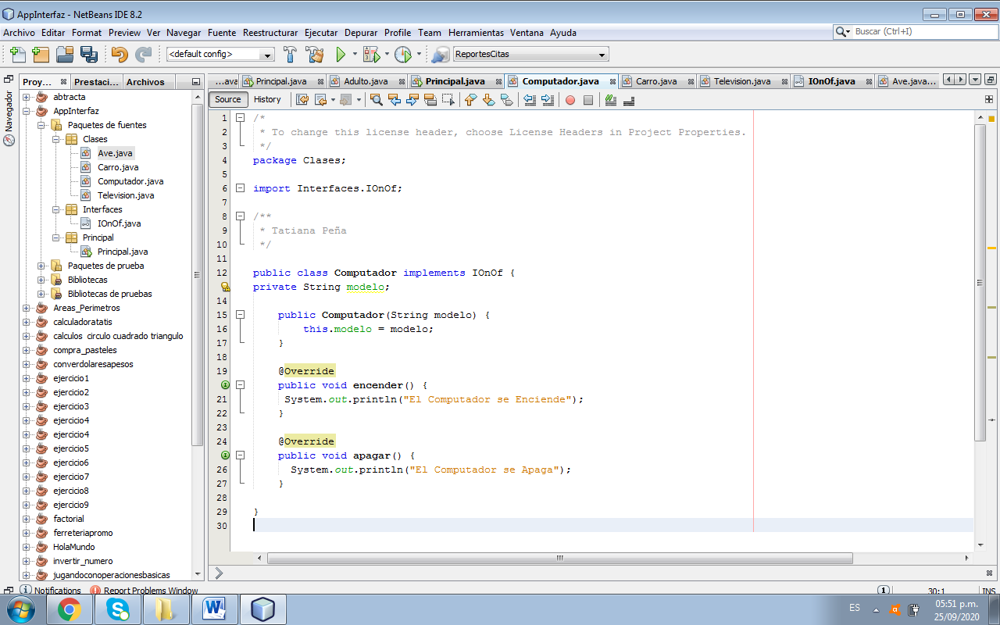 AppInterfaz - NetBeans IDE 8.2
Archivo Editar Format Preview Ver Navegar Fuente Reestructurar Ejecutar Depurar Profile Team Herramientas Ventana Ayuda
Buscar (Ctrl+I)
<default config>
ReportesCitas
Proy... Prestaci... Archivos
...ava Principal.java Adulto.java Principal.java Computador.java Carro.java Television.java IOnOf.java Ave.java...
Source History
Navegador
abtracta
AppInterfaz
Paquetes de fuentes
Clases
Ave.java
Carro.java
Computador.java
Television.java
Interfaces
IOnOf.java
Principal
Principal.java
Paquetes de prueba
Bibliotecas
Bibliotecas de pruebas
Areas_Perimetros
calculadoratatis
calculos circulo cuadrado triangulo
compra_pasteles
converdolaresapesos
ejercicio1
ejercicio2
ejercicio3
ejercicio4
ejercicio4
ejercicio5
ejercicio6
ejercicio7
ejercicio8
ejercicio9
factorial
ferreteriapromo
HolaMundo
invertir_numero
jugandoconoperacionesbasicas
1 /*
2 * To change this license header, choose License Headers in Project Properties.
3 */
4 package Clases;
5
6 import Interfaces.IOnOf;
7
8 /**
9 * Tatiana Peña
10 */
11
12 public class Computador implements IOnOf {
private String modelo;
14
15 public Computador(String modelo) {
16 this.modelo = modelo;
17 }
18
19 @Override
public void encender() {
21 System.out.println("El Computador se Enciende");
22 }
23
24 @Override
public void apagar() {
26 System.out.println("El Computador se Apaga");
27 }
28
29 }
30
Notifications Report Problems Window
1 30:1 INS
ES 05:51 p.m.
25/09/2020